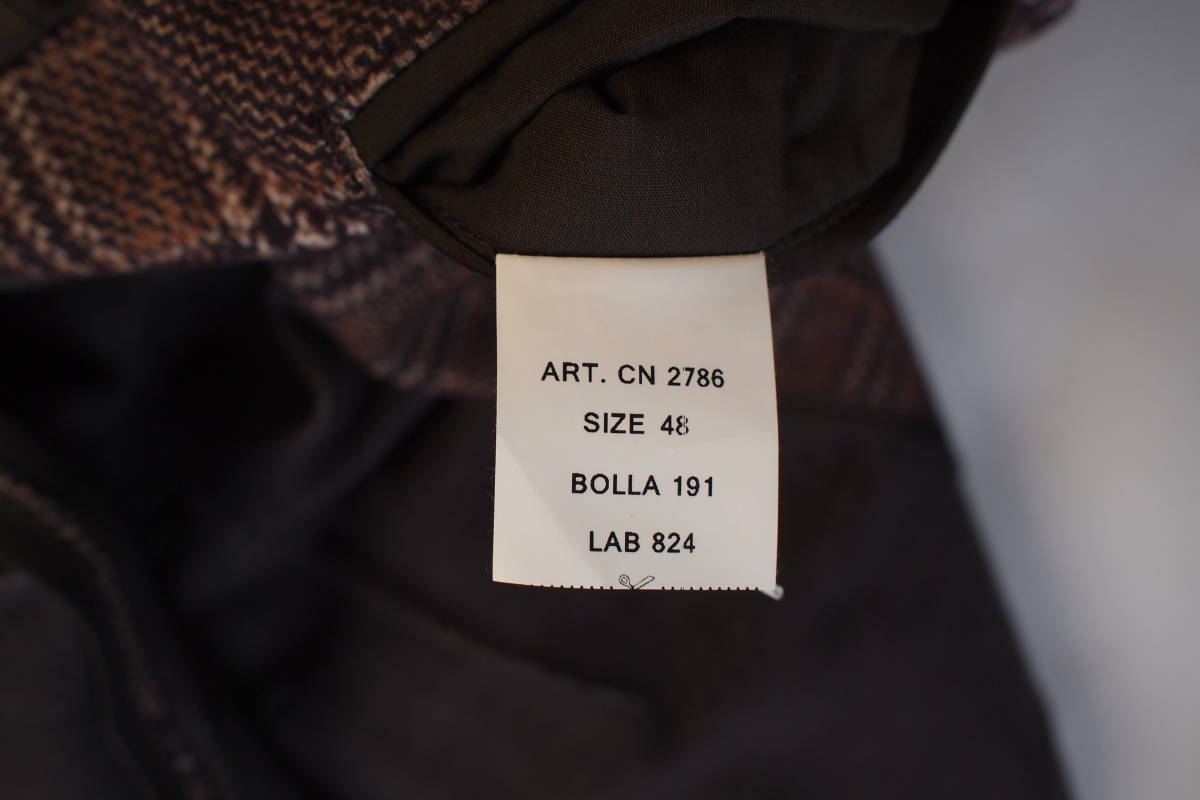 ART. CN 2786
SIZE 48
BOLLA 191
LAB 824